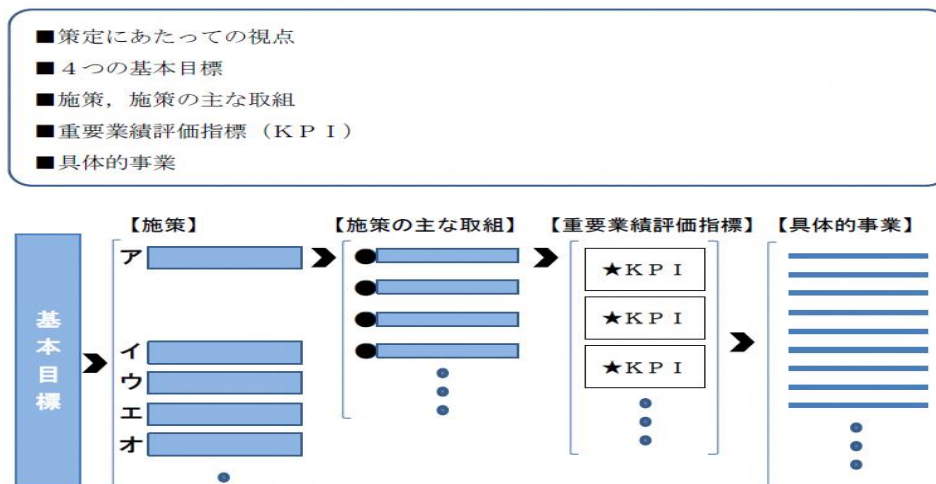 ■策定にあたっての視点
■４つの基本目標
■施策，施策の主な取組
■重要業績評価指標（ＫＰＩ）
■具体的事業
【施策】
【施策の主な取組】
【重要業績評価指標】
【具体的事業】
基本目標
ア
イ
ウ
エ
オ
★ＫＰＩ
★ＫＰＩ
★ＫＰＩ